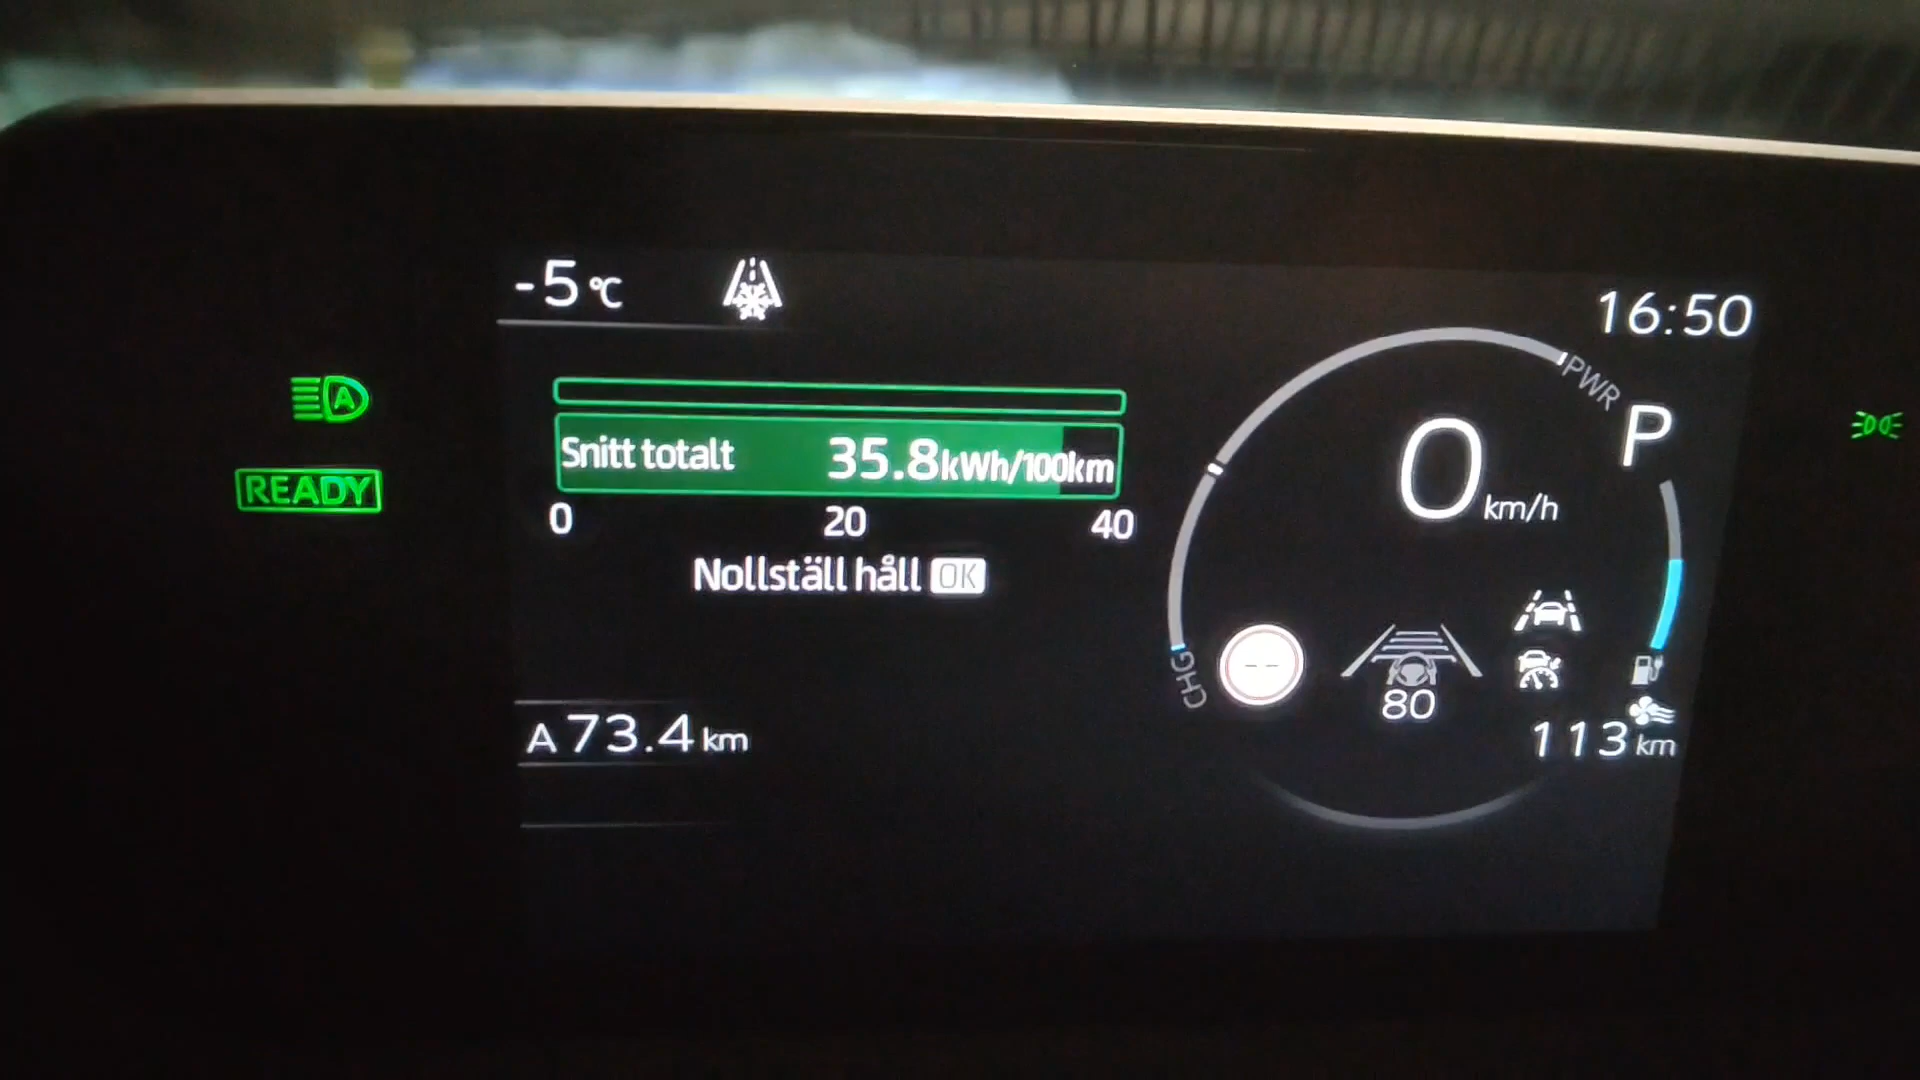 -5°C
16:50
PWR
A
P
READY
Snitt totalt 35.8kWh/100km
0 km/h
0 20 40
Nollställ håll OK
CHG
--
80
A 73.4 km
113 km